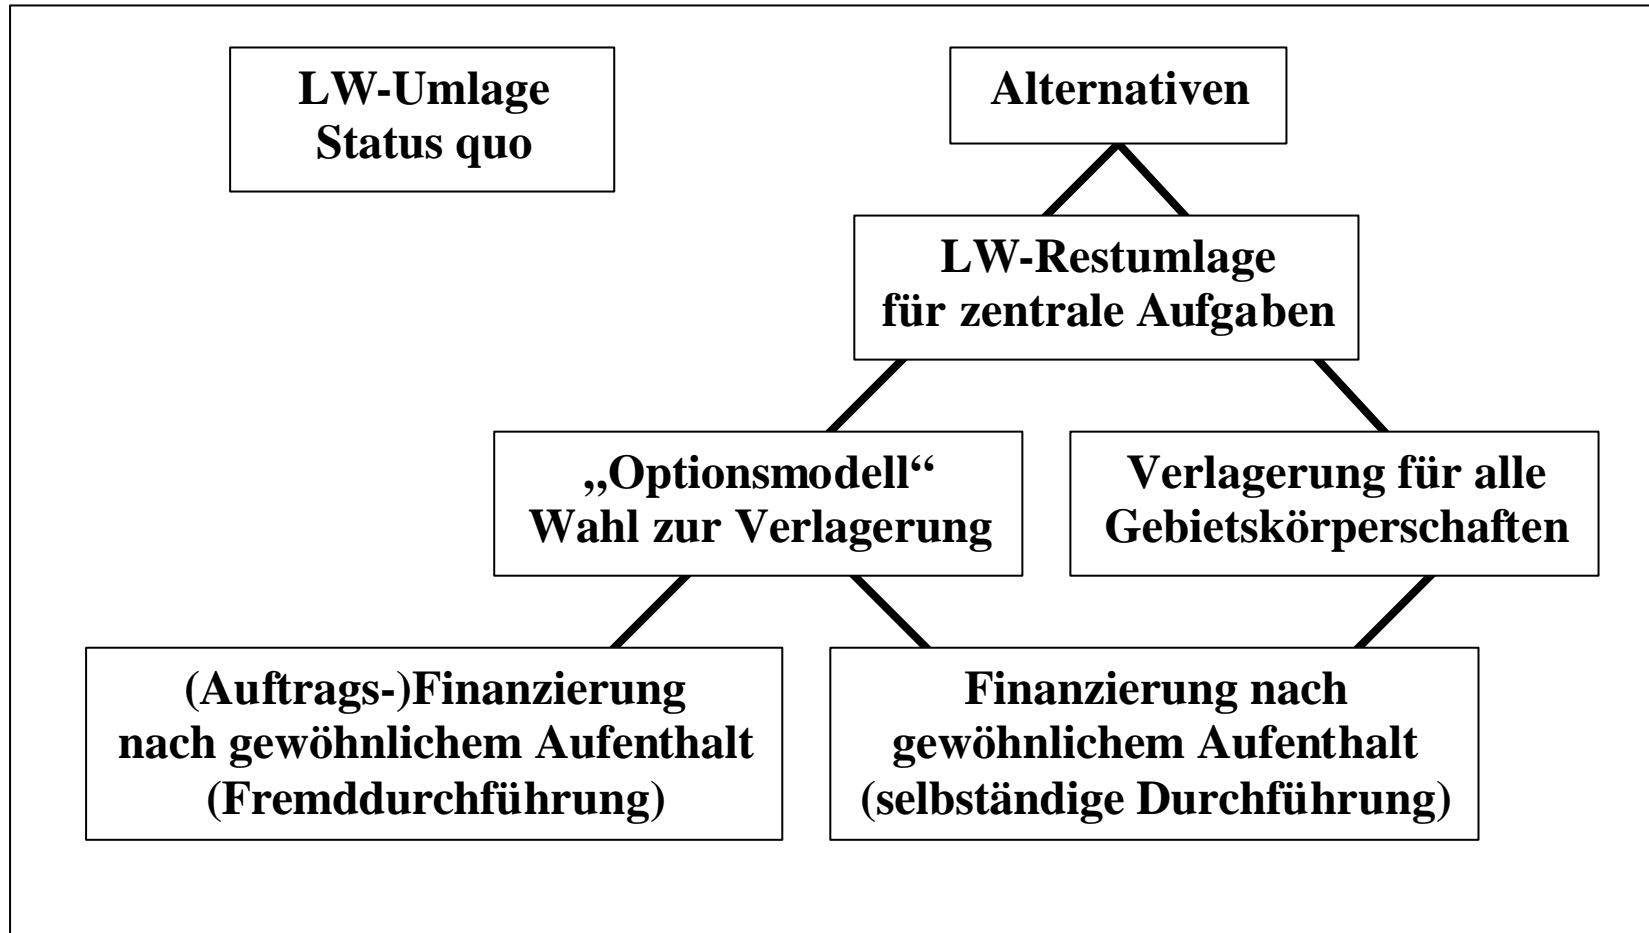 LW-Umlage
Status quo
Alternativen
LW-Restumlage
für zentrale Aufgaben
„Optionsmodell“
Wahl zur Verlagerung
Verlagerung für alle
Gebietskörperschaften
(Auftrags-)Finanzierung
nach gewöhnlichem Aufenthalt
(Fremddurchführung)
Finanzierung nach
gewöhnlichem Aufenthalt
(selbständige Durchführung)